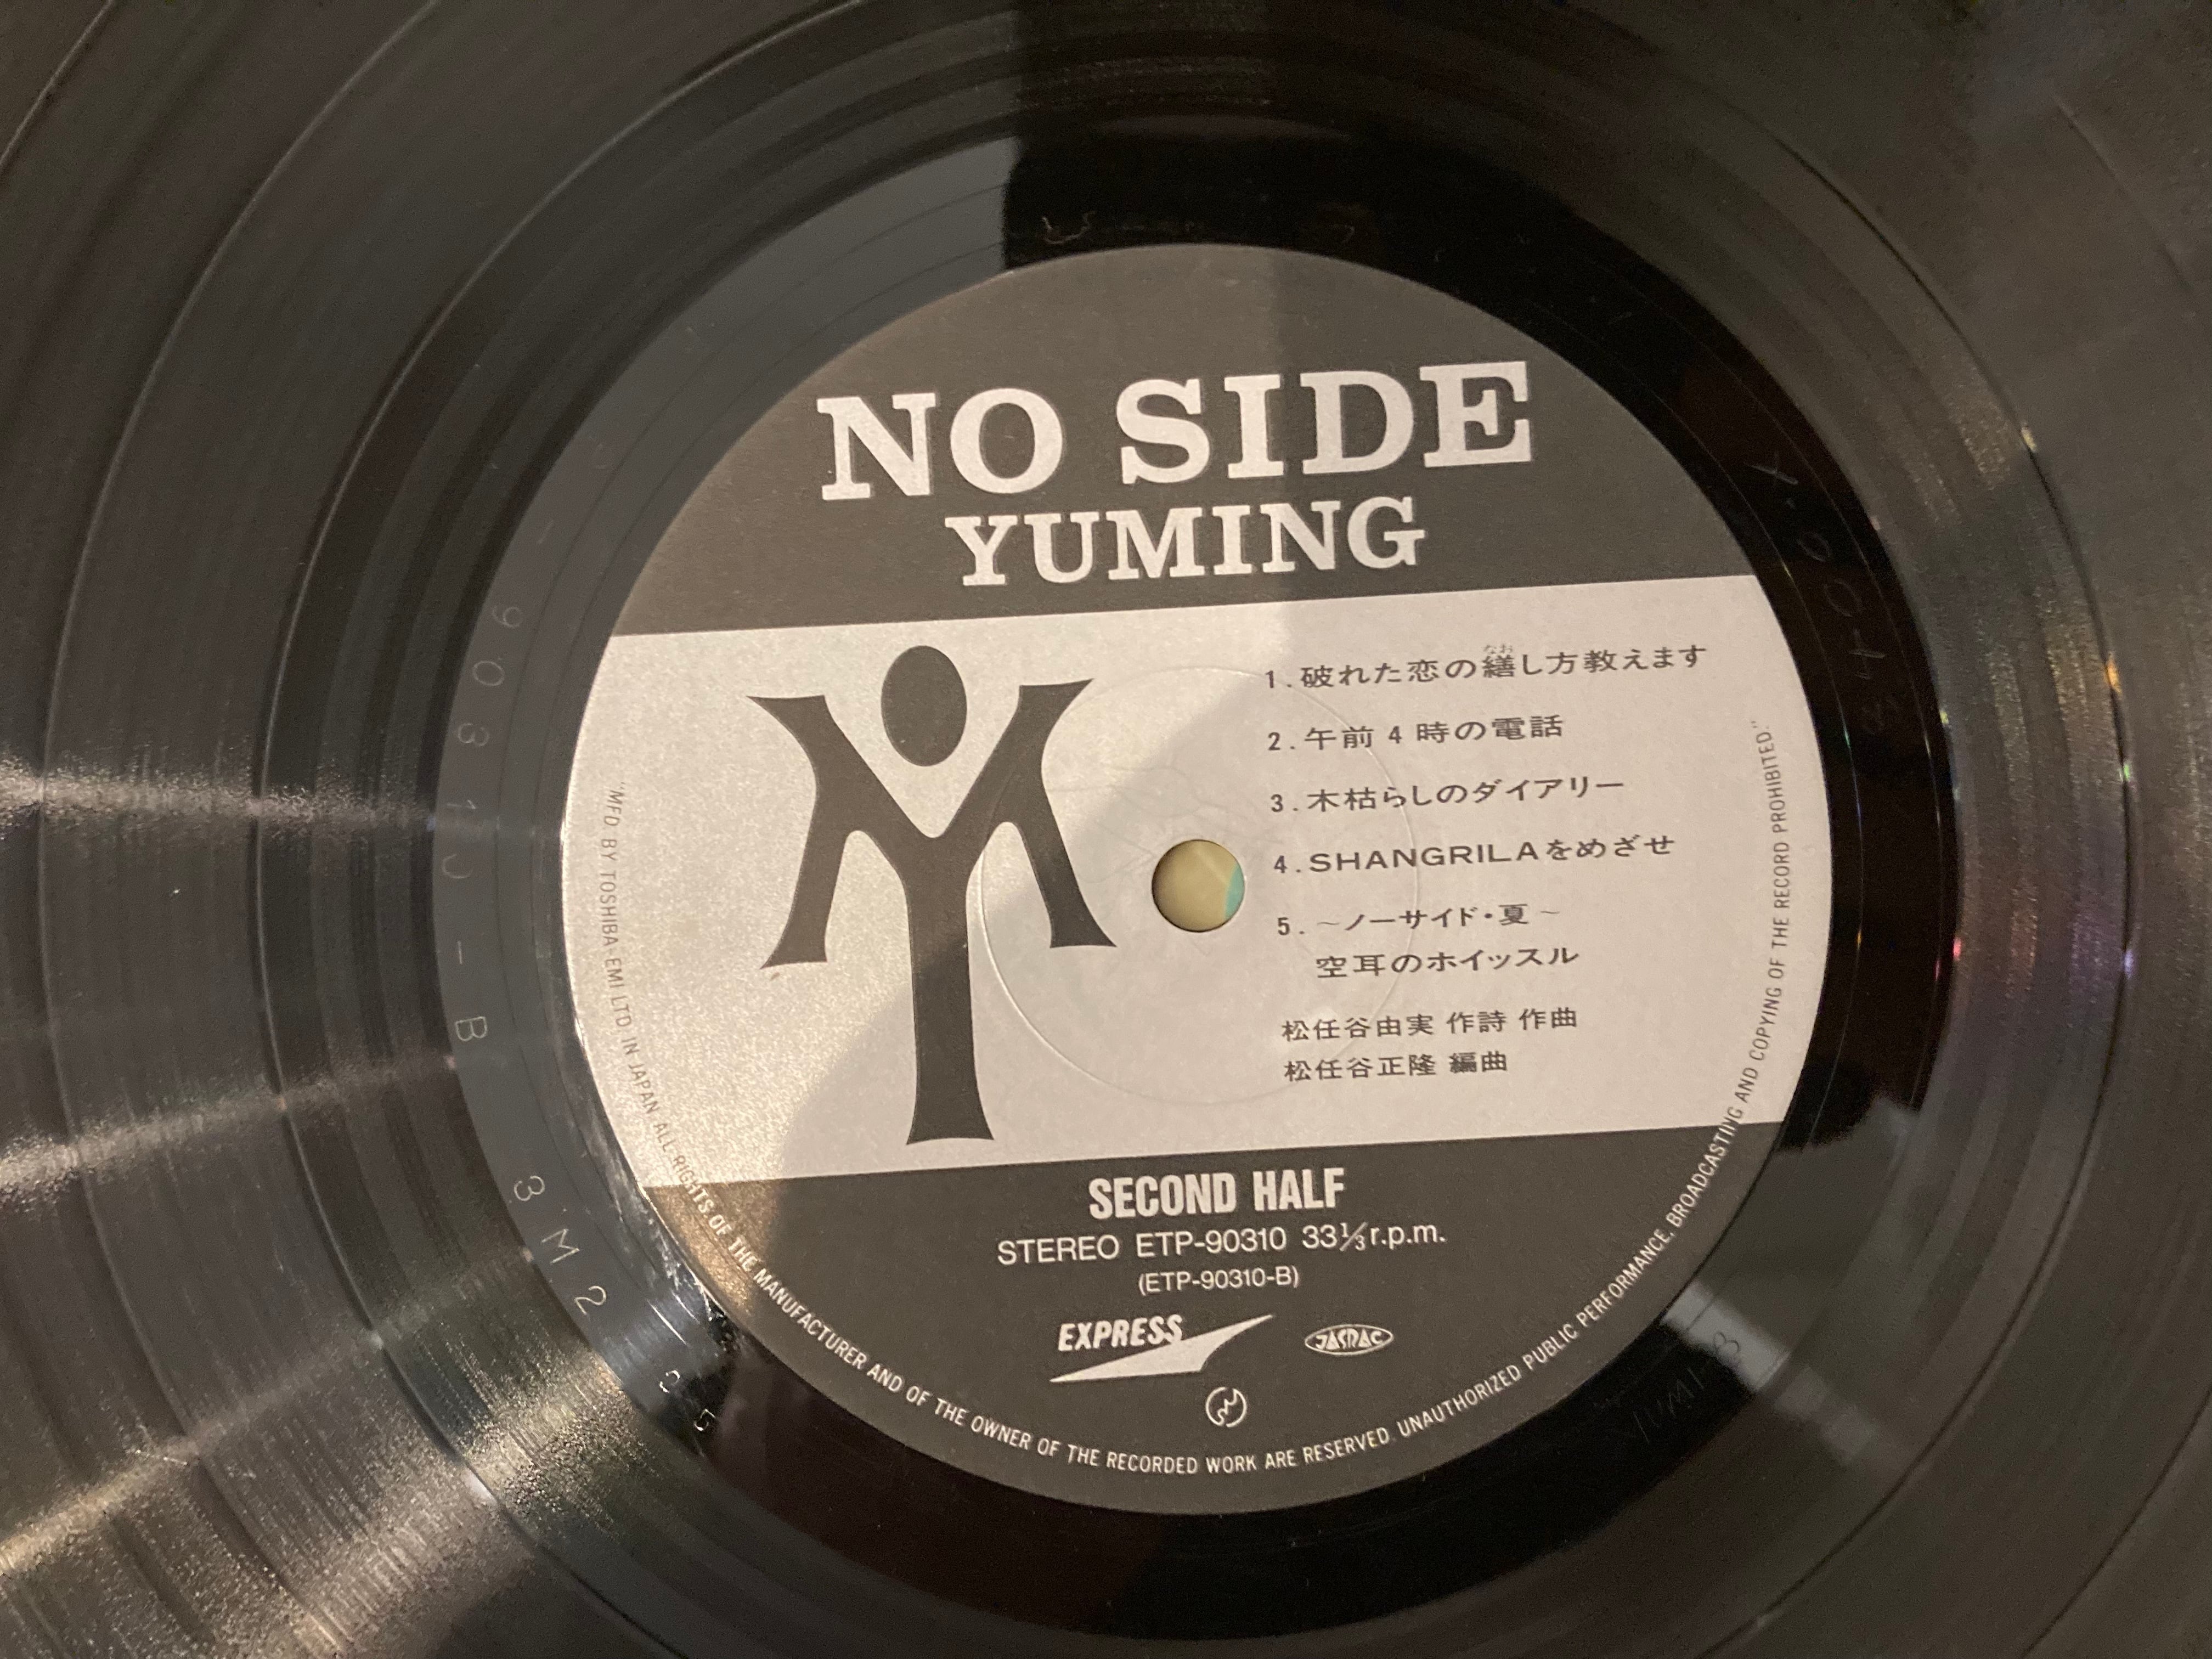 NO SIDE
YUMING
1.破れた恋の繕し方教えます
なお
2.午前4時の電話
3.木枯らしのダイアリー
4.SHANGRILAをめざせ
5.~ノーサイド・夏~
空耳のホイッスル
松任谷由実 作詩 作曲
松任谷正隆 編曲
SECOND HALF
STEREO ETP-90310 33⅓r.p.m.
(ETP-90310-B)
EXPRESS
JASRAC
"MFD BY TOSHIBA-EMI LTD IN JAPAN ALL RIGHTS OF THE MANUFACTURER AND OF THE OWNER OF THE RECORDED WORK ARE RESERVED. UNAUTHORIZED PUBLIC PERFORMANCE, BROADCASTING AND COPYING OF THE RECORD PROHIBITED."
90310-B
3M2